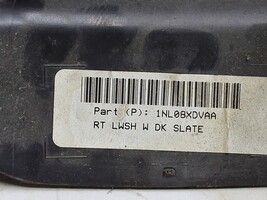 Part (P): 1NL08XDVAA
RT LWSH W DK SLATE